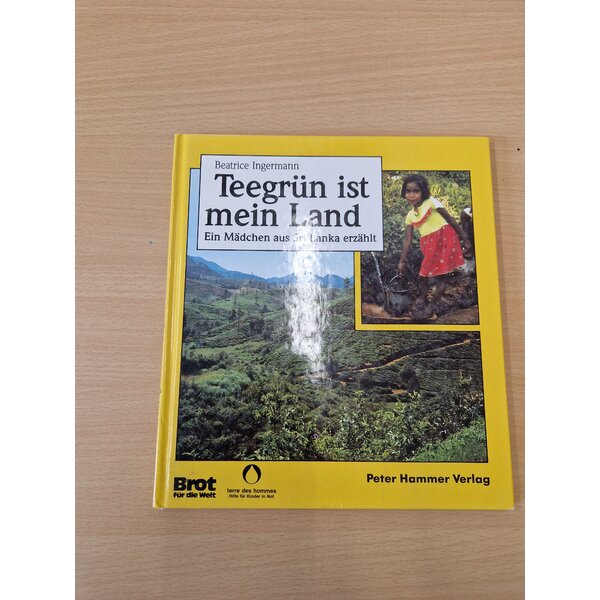 Beatrice Ingermann
Teegrün ist
mein Land
Ein Mädchen aus Sri Lanka erzählt
Brot
für die Welt
terre des hommes
Hilfe für Kinder in Not
Peter Hammer Verlag